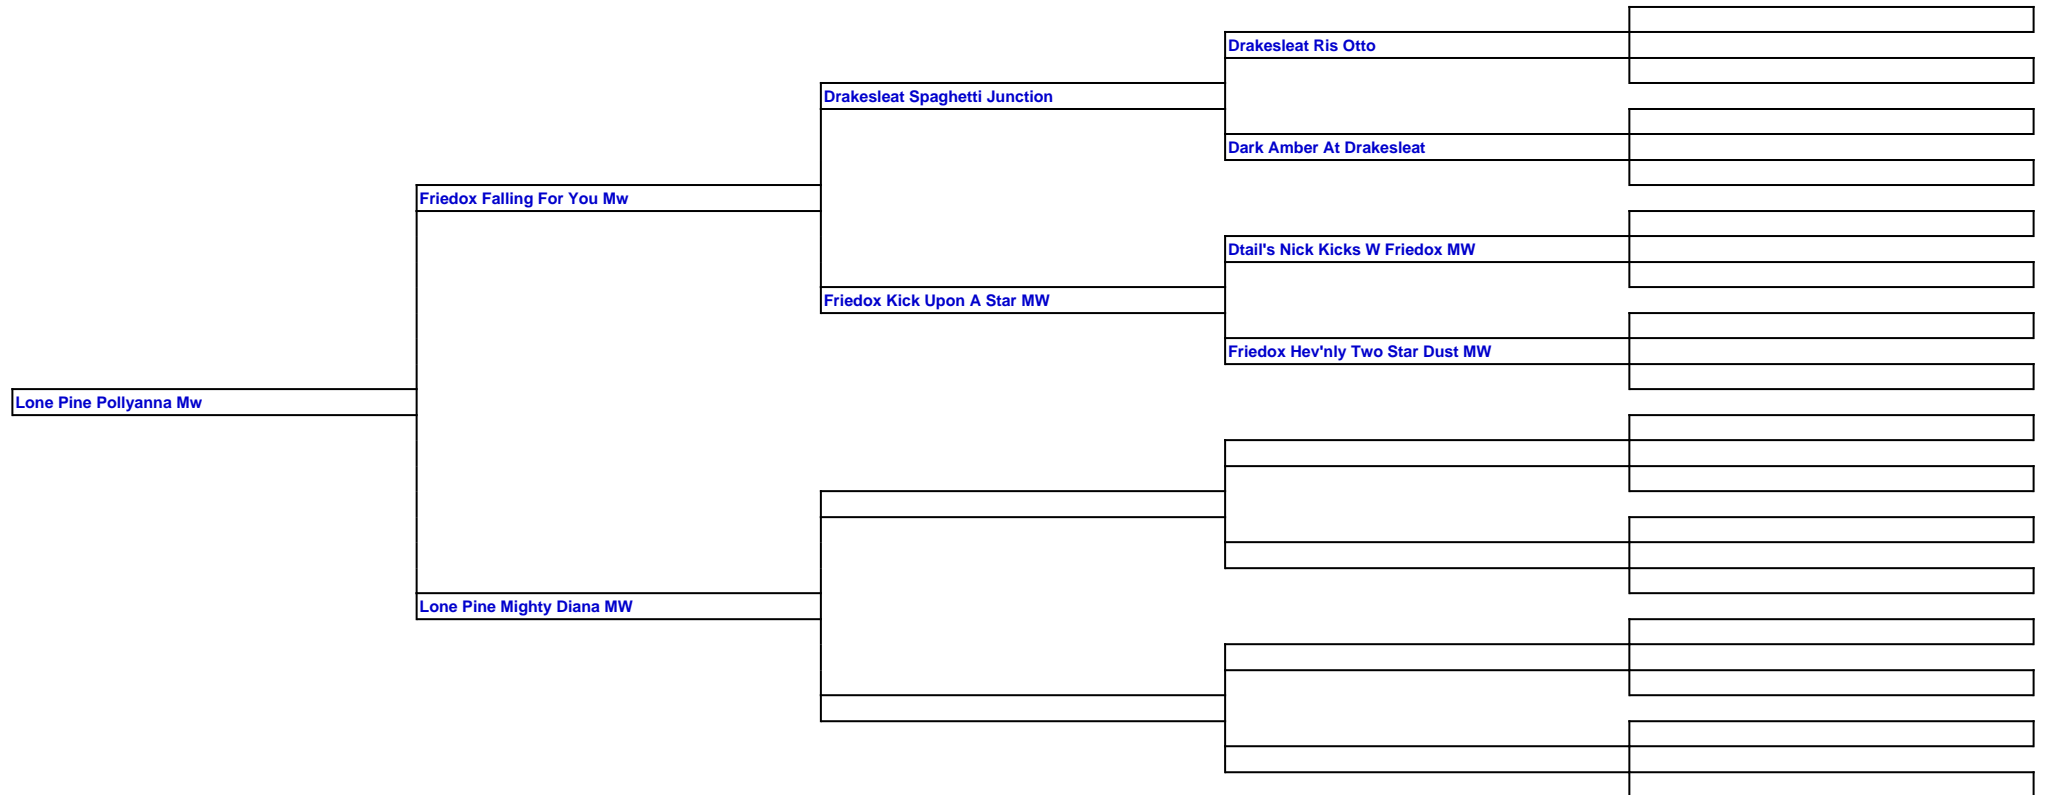 Drakesleat Ris Otto
Drakesleat Spaghetti Junction
Dark Amber At Drakesleat
Friedox Falling For You Mw
Dtail's Nick Kicks W Friedox MW
Friedox Kick Upon A Star MW
Friedox Hev'nly Two Star Dust MW
Lone Pine Pollyanna Mw
Lone Pine Mighty Diana MW